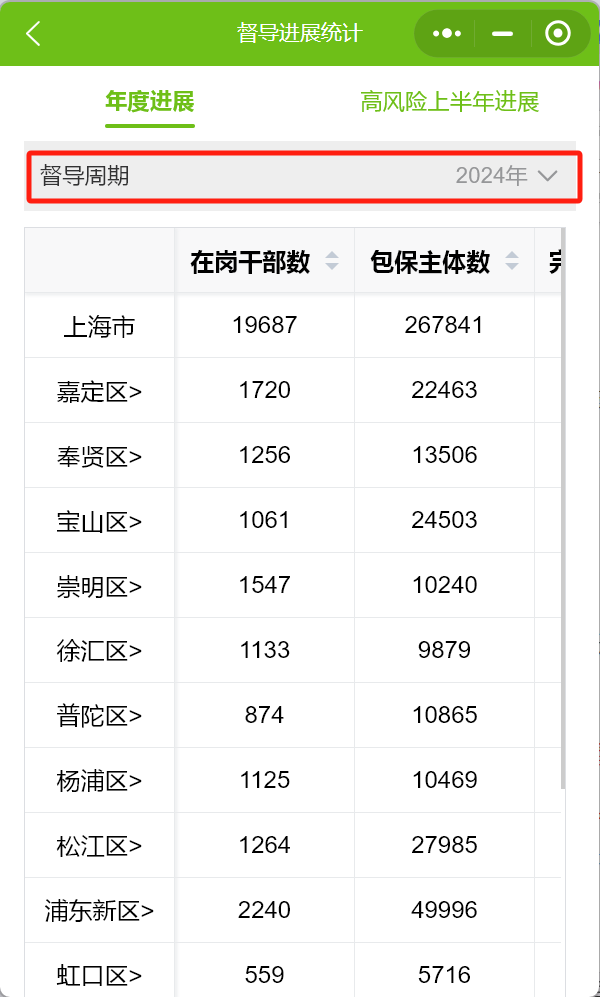 督导进展统计
年度进展 高风险上半年进展
督导周期 2024年
在岗干部数 包保主体数
上海市 19687 267841
嘉定区> 1720 22463
奉贤区> 1256 13506
宝山区> 1061 24503
崇明区> 1547 10240
徐汇区> 1133 9879
普陀区> 874 10865
杨浦区> 1125 10469
松江区> 1264 27985
浦东新区> 2240 49996
虹口区> 559 5716